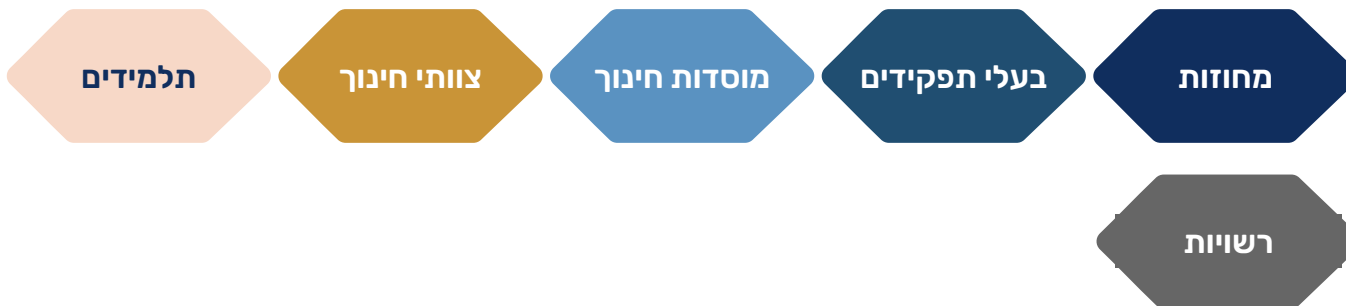 מחוזות
בעלי תפקידים
מוסדות חינוך
צוותי חינוך
תלמידים
רשויות